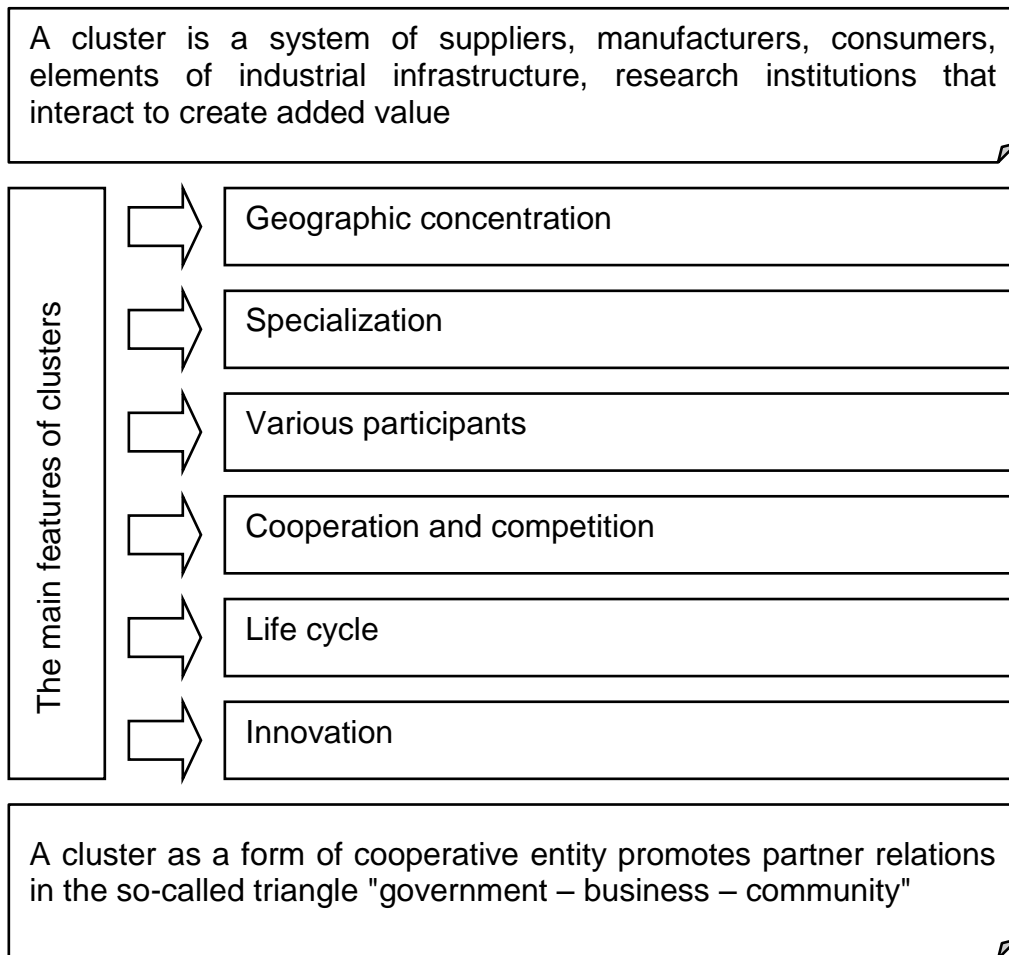 A cluster is a system of suppliers, manufacturers, consumers,
elements of industrial infrastructure, research institutions that
interact to create added value
The main features of clusters
Geographic concentration
Specialization
Various participants
Cooperation and competition
Life cycle
Innovation
A cluster as a form of cooperative entity promotes partner relations
in the so-called triangle "government – business – community"